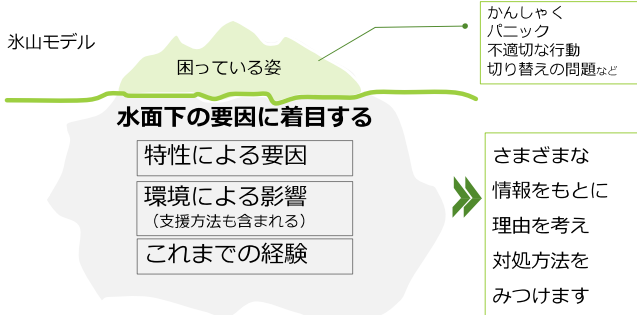 氷山モデル
困っている姿
かんしゃく
パニック
不適切な行動
切り替えの問題など
水面下の要因に着目する
特性による要因
環境による影響
（支援方法も含まれる）
これまでの経験
さまざまな
情報をもとに
理由を考え
対処方法を
みつけます